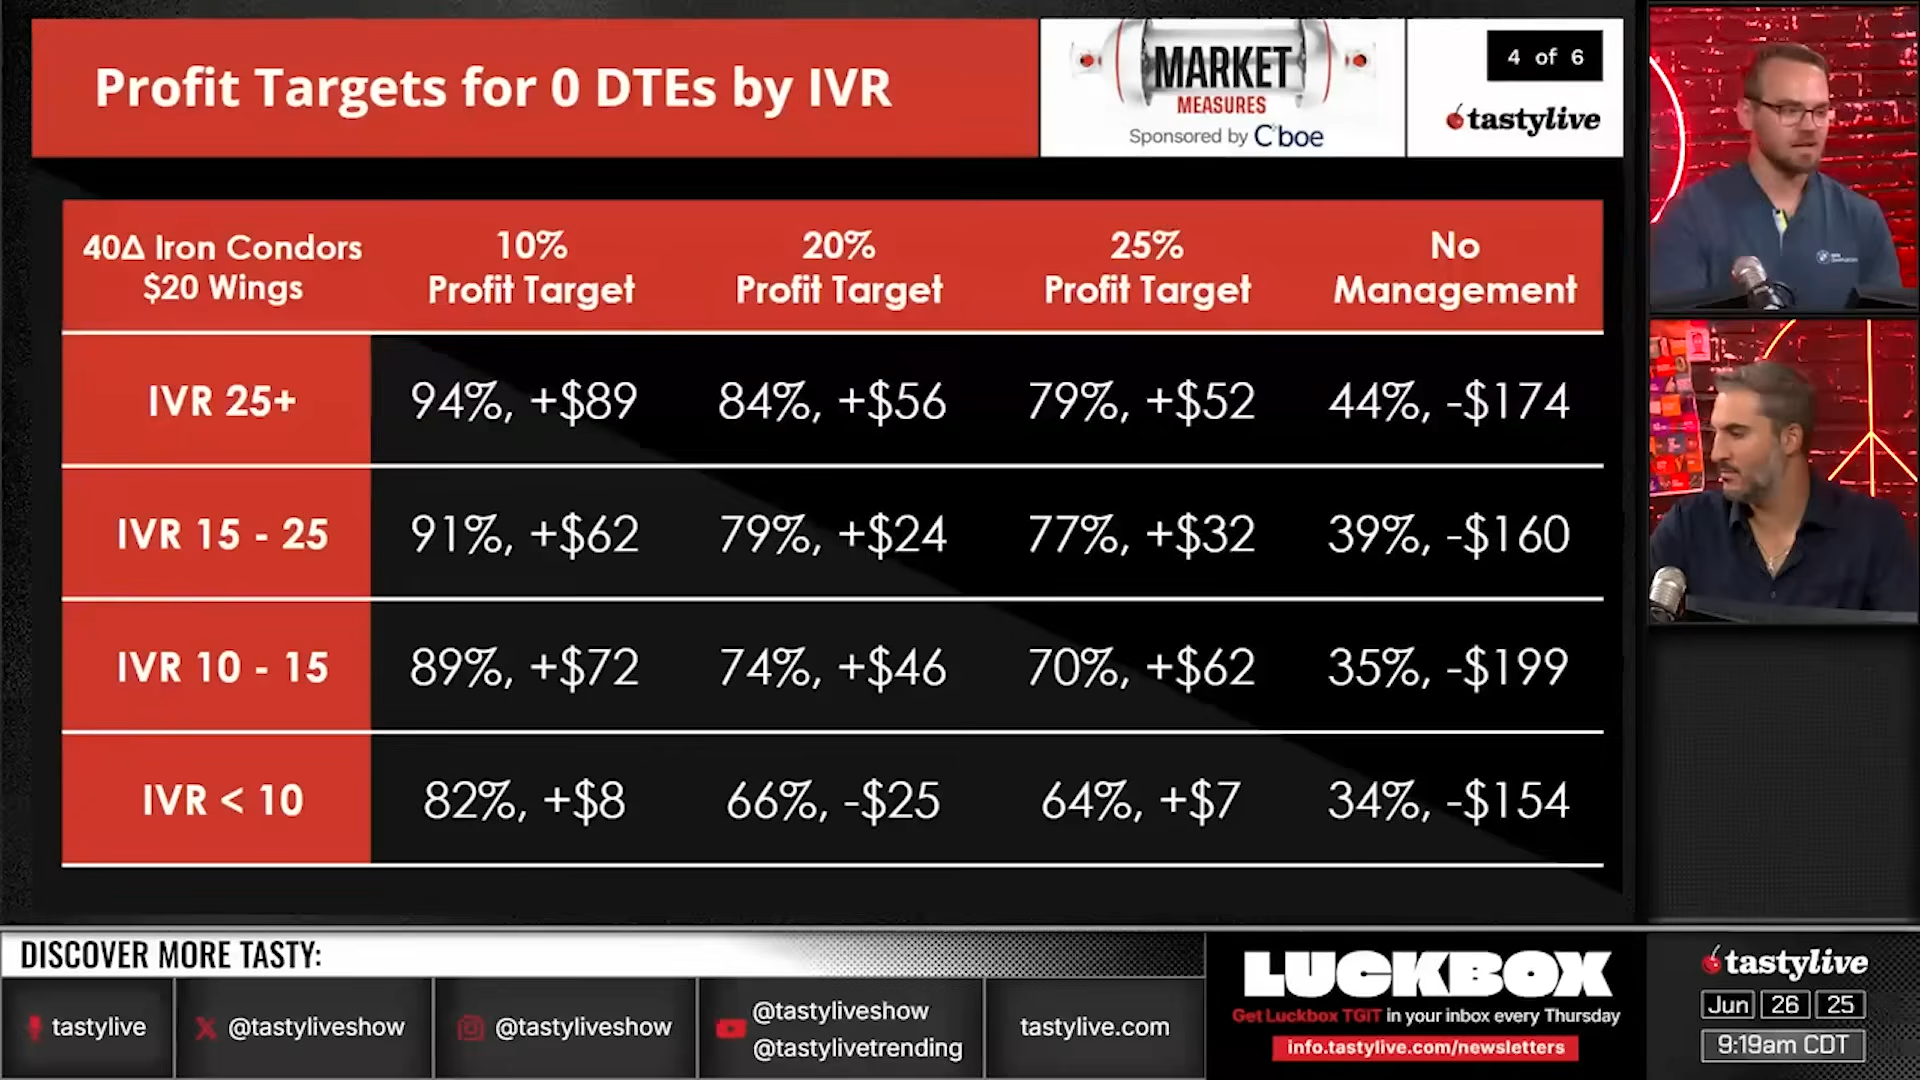 Profit Targets for 0 DTEs by IVR
MARKET
MEASURES
Sponsored by Cboe
4 of 6
tastylive
40Δ Iron Condors
$20 Wings
10%
Profit Target
20%
Profit Target
25%
Profit Target
No
Management
IVR 25+
94%, +$89
84%, +$56
79%, +$52
44%, -$174
IVR 15 - 25
91%, +$62
79%, +$24
77%, +$32
39%, -$160
IVR 10 - 15
89%, +$72
74%, +$46
70%, +$62
35%, -$199
IVR < 10
82%, +$8
66%, -$25
64%, +$7
34%, -$154
DISCOVER MORE TASTY:
tastylive
@tastyliveshow
@tastyliveshow
@tastyliveshow
@tastylivetrending
tastylive.com
LUCKBOX
Get Luckbox TGIT in your inbox every Thursday
info.tastylive.com/newsletters
tastylive
Jun 26 25
9:19am CDT